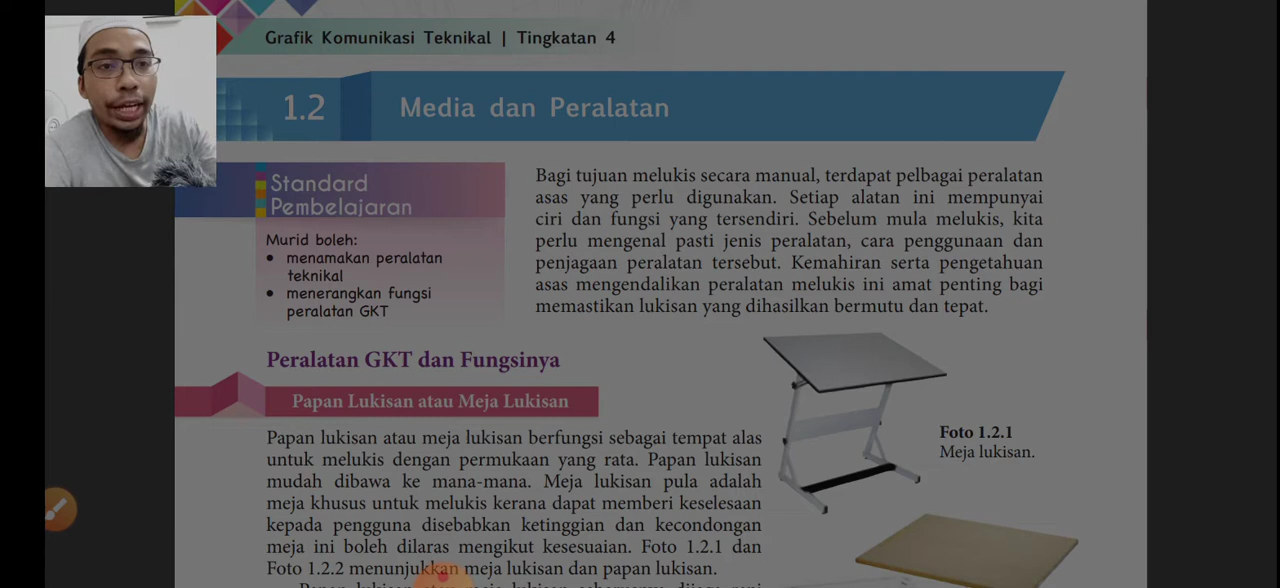 Grafik Komunikasi Teknikal | Tingkatan 4
1.2 Media dan Peralatan
Standard
Pembelajaran
Murid boleh:
• menamakan peralatan
teknikal
• menerangkan fungsi
peralatan GKT
Bagi tujuan melukis secara manual, terdapat pelbagai peralatan
asas yang perlu digunakan. Setiap alatan ini mempunyai
ciri dan fungsi yang tersendiri. Sebelum mula melukis, kita
perlu mengenal pasti jenis peralatan, cara penggunaan dan
penjagaan peralatan tersebut. Kemahiran serta pengetahuan
asas mengendalikan peralatan melukis ini amat penting bagi
memastikan lukisan yang dihasilkan bermutu dan tepat.
Peralatan GKT dan Fungsinya
Papan Lukisan atau Meja Lukisan
Papan lukisan atau meja lukisan berfungsi sebagai tempat alas
untuk melukis dengan permukaan yang rata. Papan lukisan
mudah dibawa ke mana-mana. Meja lukisan pula adalah
meja khusus untuk melukis kerana dapat memberi keselesaan
kepada pengguna disebabkan ketinggian dan kecondongan
meja ini boleh dilaras mengikut kesesuaian. Foto 1.2.1 dan
Foto 1.2.2 menunjukkan meja lukisan dan papan lukisan.
Foto 1.2.1
Meja lukisan.